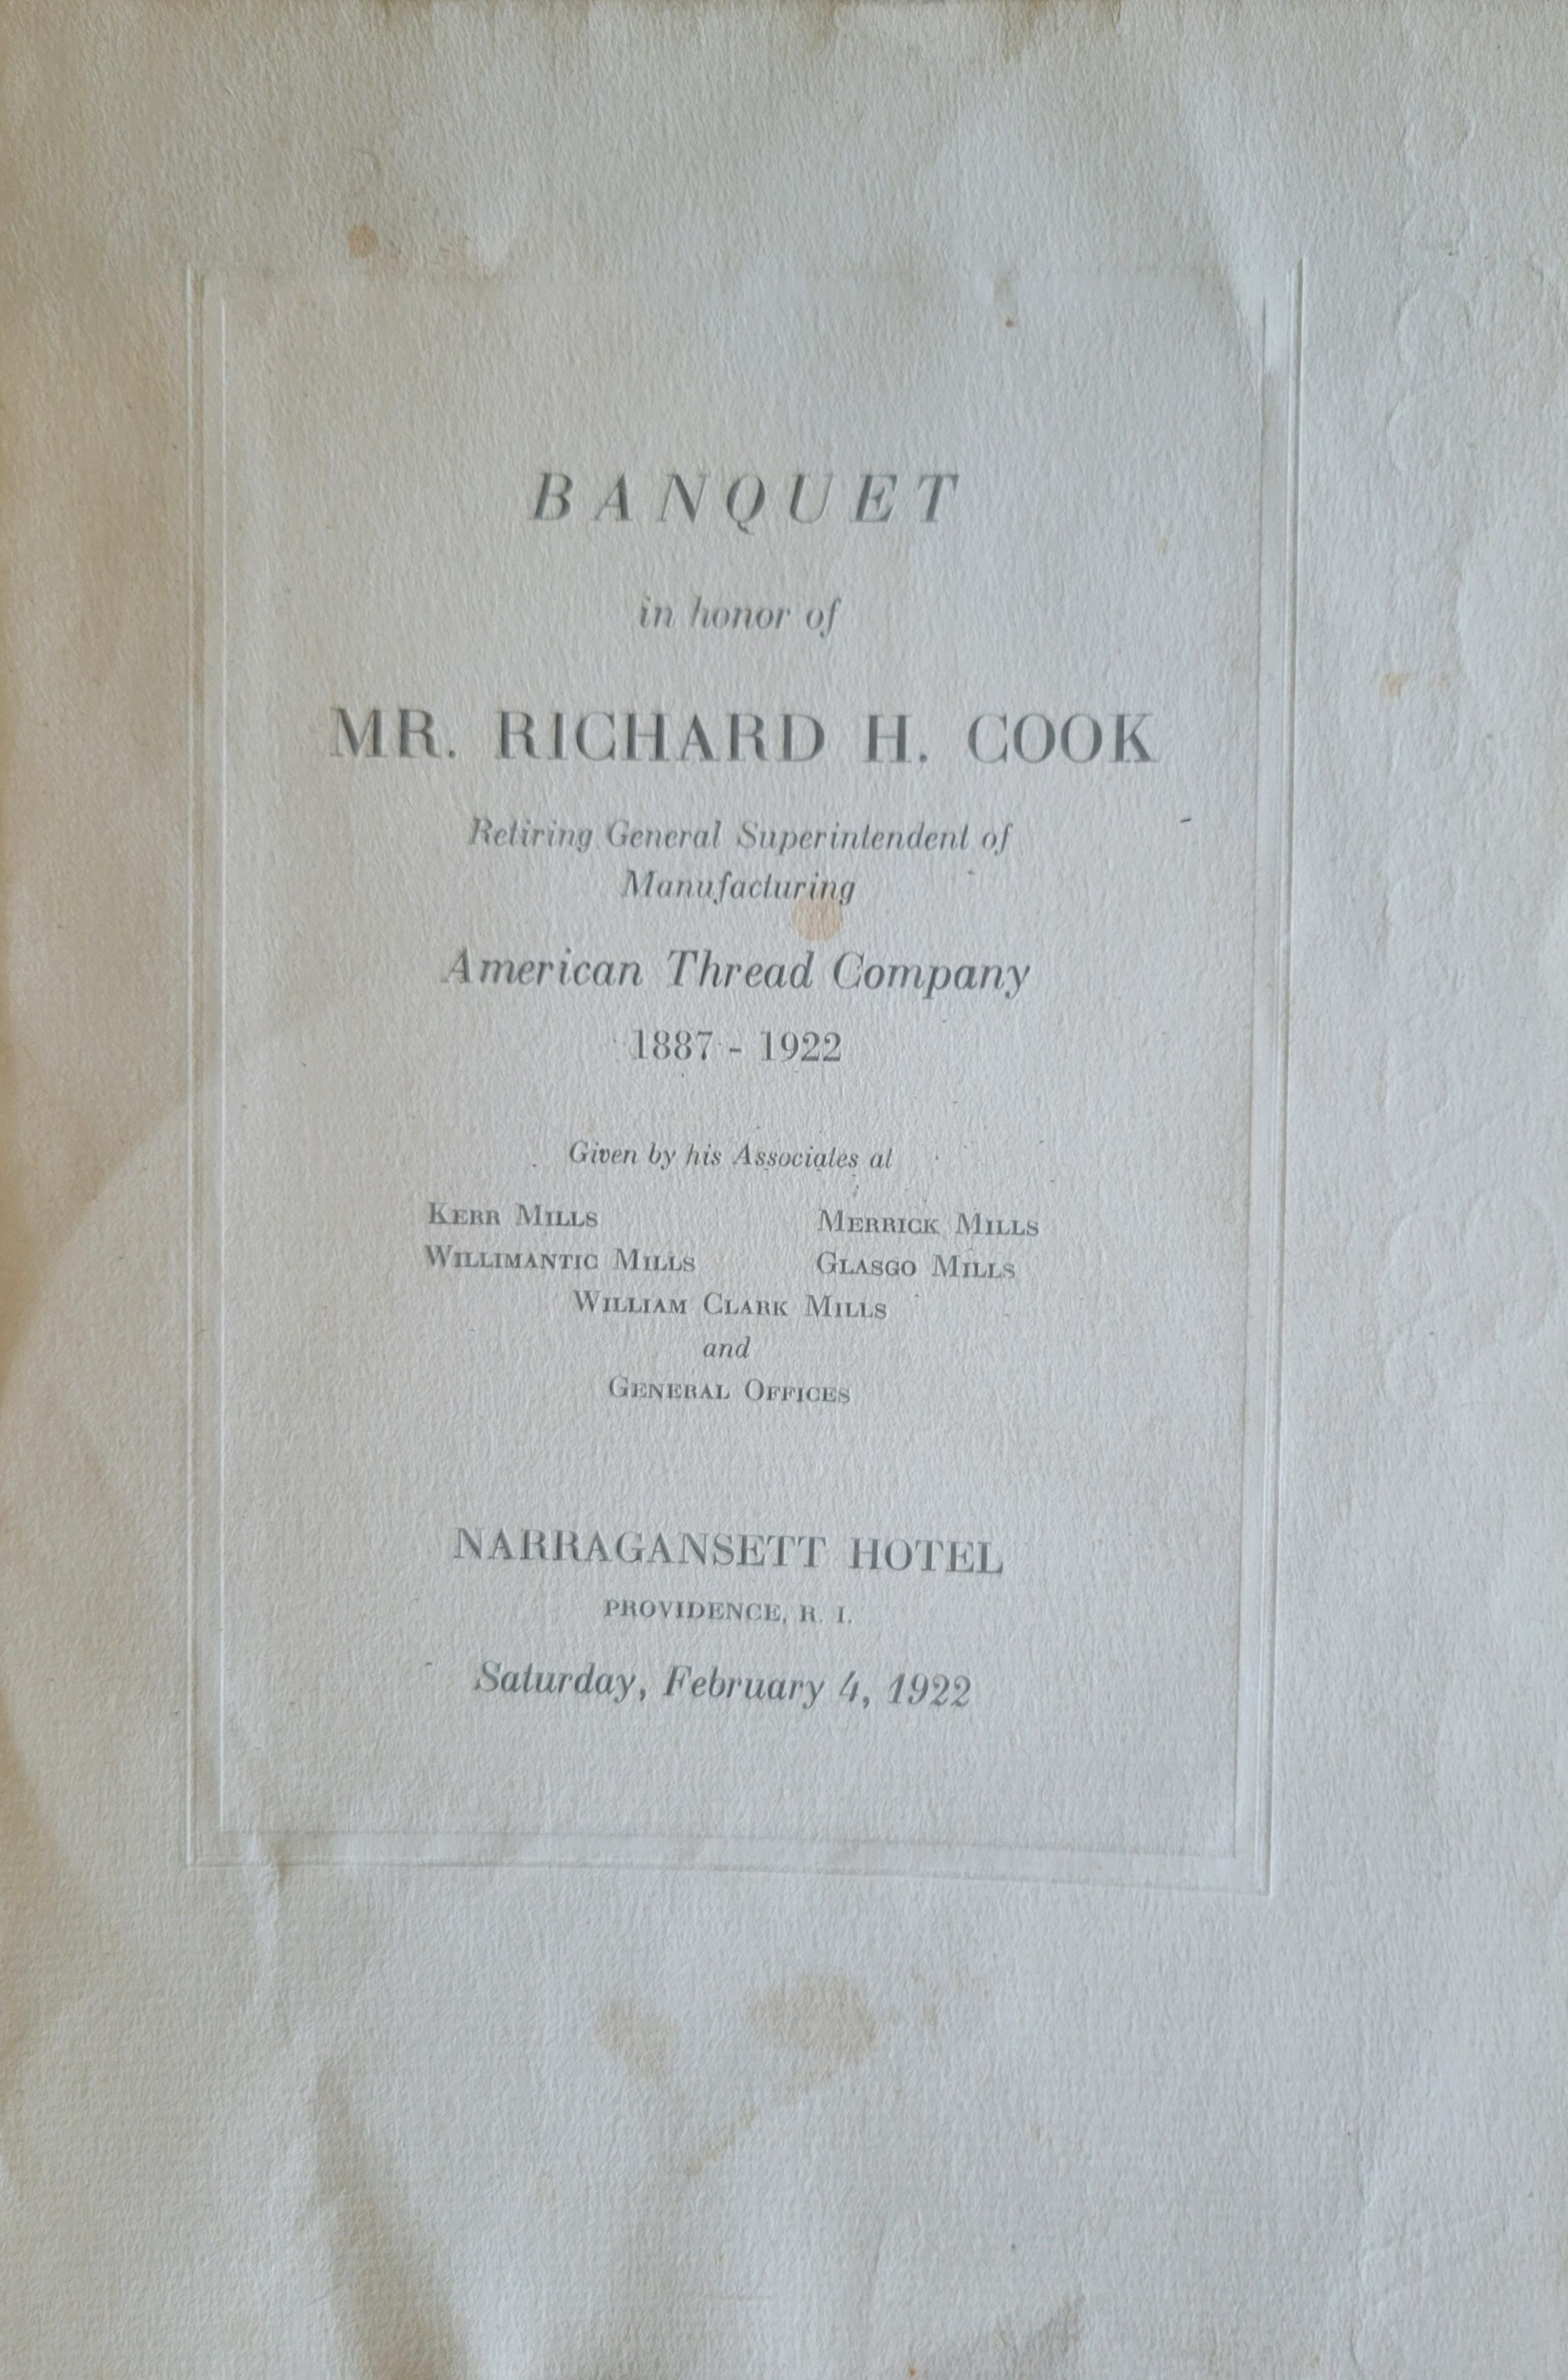 BANQUET
in honor of
MR. RICHARD H. COOK
Retiring General Superintendent of
Manufacturing
American Thread Company
1887 - 1922
Given by his Associates at
KERR MILLS MERRICK MILLS
WILLIMANTIC MILLS GLASGO MILLS
WILLIAM CLARK MILLS
and
GENERAL OFFICES
NARRAGANSETT HOTEL
PROVIDENCE, R. I.
Saturday, February 4, 1922